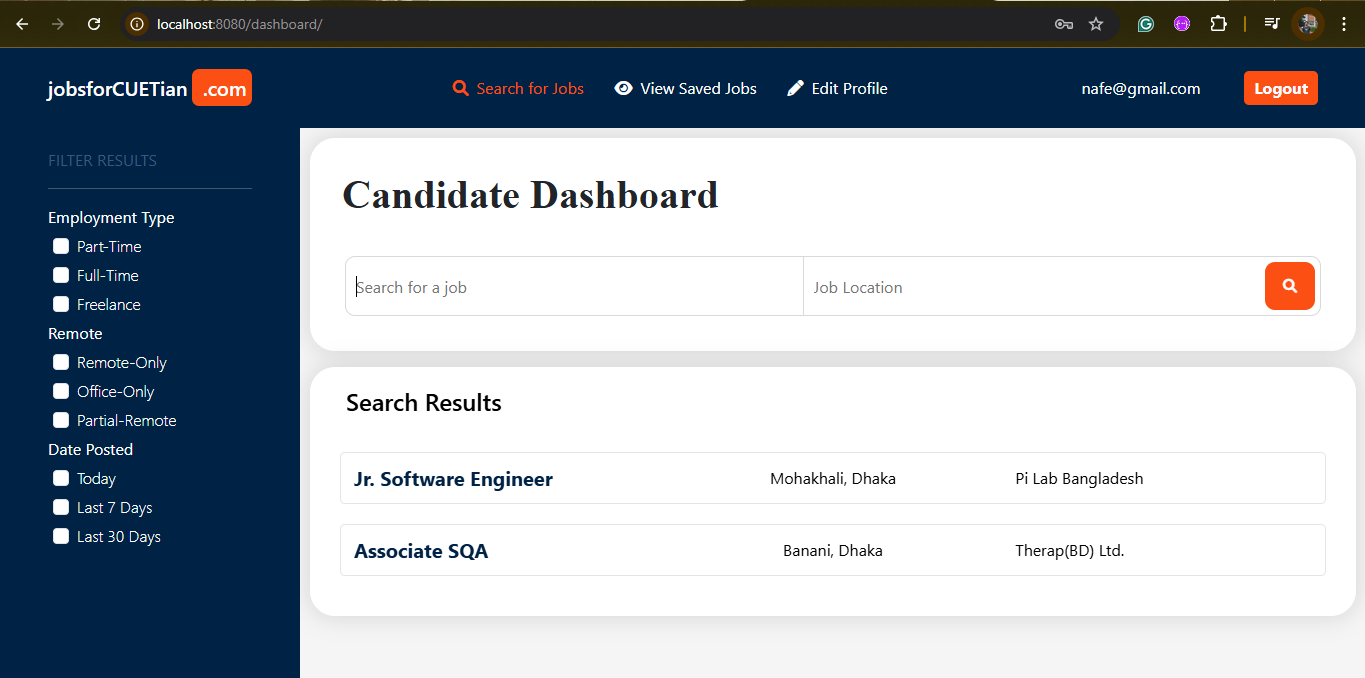 localhost:8080/dashboard/
jobsforCUETian .com
Search for Jobs
View Saved Jobs
Edit Profile
nafe@gmail.com
Logout
FILTER RESULTS
Employment Type
Part-Time
Full-Time
Freelance
Remote
Remote-Only
Office-Only
Partial-Remote
Date Posted
Today
Last 7 Days
Last 30 Days
Candidate Dashboard
Search for a job
Job Location
Search Results
Jr. Software Engineer Mohakhali, Dhaka Pi Lab Bangladesh
Associate SQA Banani, Dhaka Therap(BD) Ltd.